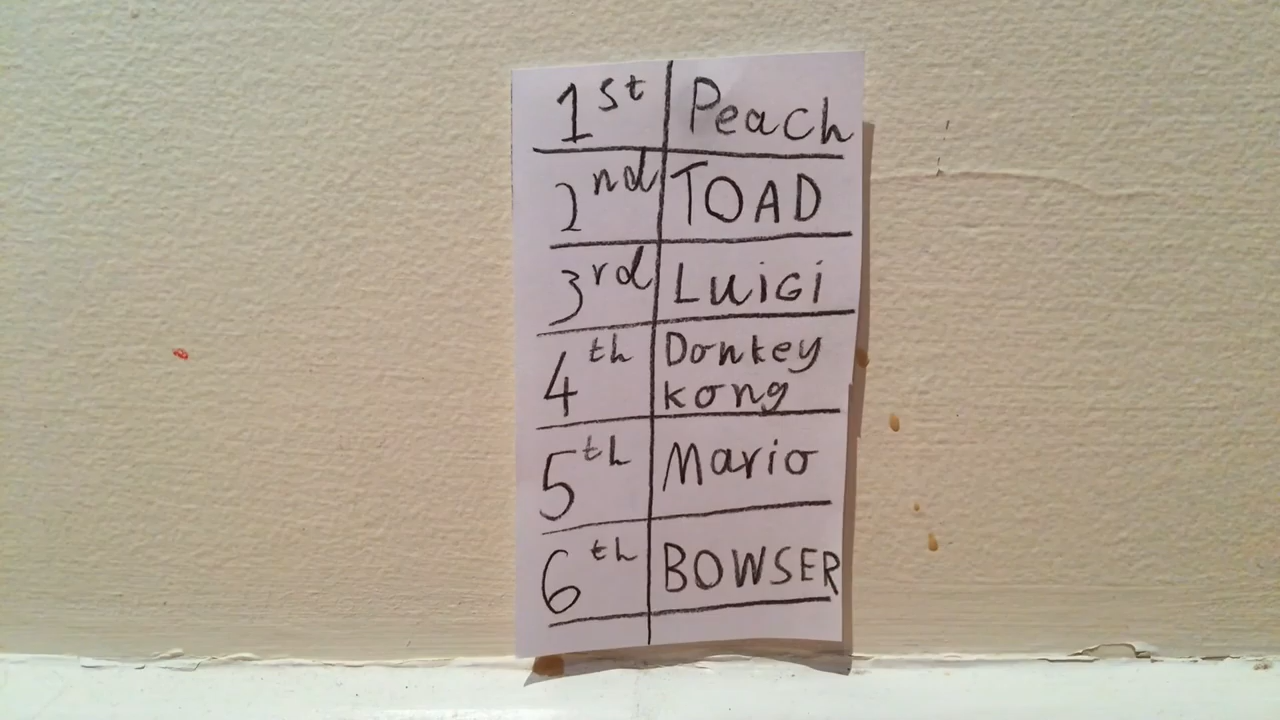 1st Peach
2nd TOAD
3rd LuiGi
4th Donkey
kong
5th Mario
6th BOWSER